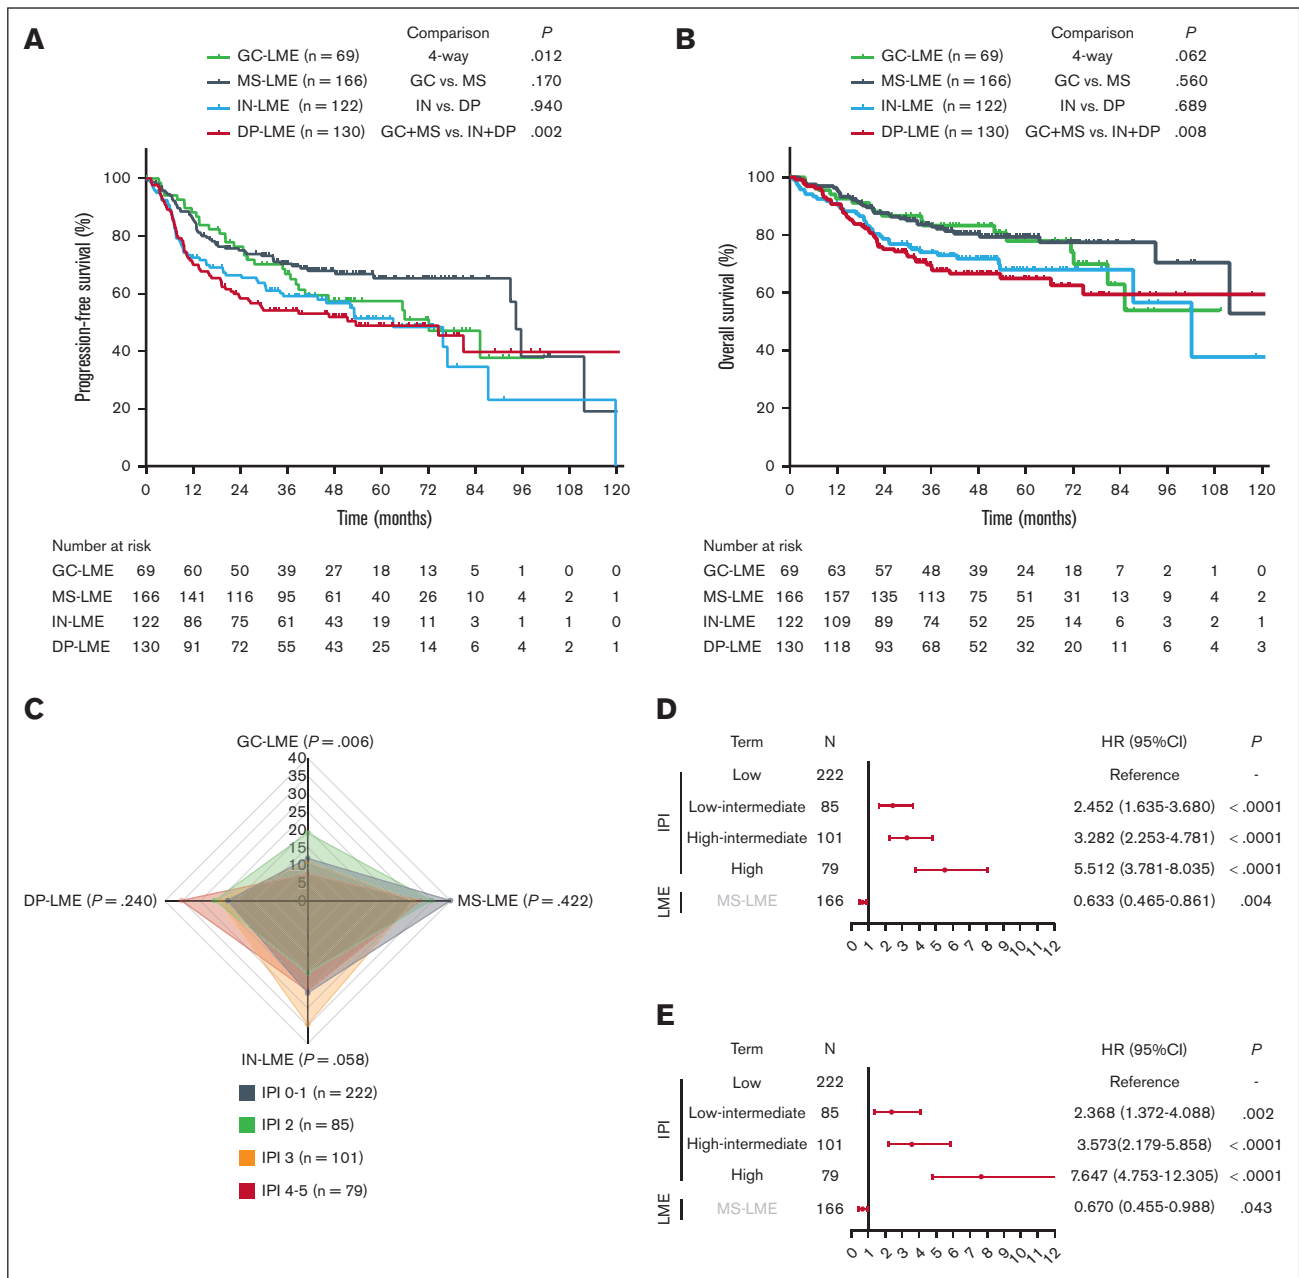 A
Comparison P
GC-LME (n = 69) 4-way .012
MS-LME (n = 166) GC vs. MS .170
IN-LME (n = 122) IN vs. DP .940
DP-LME (n = 130) GC+MS vs. IN+DP .002
Progression-free survival (%)
100
80
60
40
20
0
0 12 24 36 48 60 72 84 96 108 120
Time (months)
Number at risk
GC-LME 69 60 50 39 27 18 13 5 1 0 0
MS-LME 166 141 116 95 61 40 26 10 4 2 1
IN-LME 122 86 75 61 43 19 11 3 1 1 0
DP-LME 130 91 72 55 43 25 14 6 4 2 1
B
Comparison P
GC-LME (n = 69) 4-way .062
MS-LME (n = 166) GC vs. MS .560
IN-LME (n = 122) IN vs. DP .689
DP-LME (n = 130) GC+MS vs. IN+DP .008
Overall survival (%)
100
80
60
40
20
0
0 12 24 36 48 60 72 84 96 108 120
Time (months)
Number at risk
GC-LME 69 63 57 48 39 24 18 7 2 1 0
MS-LME 166 157 135 113 75 51 31 13 9 4 2
IN-LME 122 109 89 74 52 25 14 6 3 2 1
DP-LME 130 118 93 68 52 32 20 11 6 4 3
C
GC-LME (P = .006)
40
35
30
25
20
15
10
5
0
DP-LME (P = .240)
MS-LME (P = .422)
IN-LME (P = .058)
IPI 0-1 (n = 222)
IPI 2 (n = 85)
IPI 3 (n = 101)
IPI 4-5 (n = 79)
D
Term N HR (95%CI) P
IPI
Low 222 Reference -
Low-intermediate 85 2.452 (1.635-3.680) < .0001
High-intermediate 101 3.282 (2.253-4.781) < .0001
High 79 5.512 (3.781-8.035) < .0001
LME
MS-LME 166 0.633 (0.465-0.861) .004
0 1 2 3 4 5 6 7 8 9 10 11 12
E
Term N HR (95%CI) P
IPI
Low 222 Reference -
Low-intermediate 85 2.368 (1.372-4.088) .002
High-intermediate 101 3.573(2.179-5.858) < .0001
High 79 7.647 (4.753-12.305) < .0001
LME
MS-LME 166 0.670 (0.455-0.988) .043
0 1 2 3 4 5 6 7 8 9 10 11 12